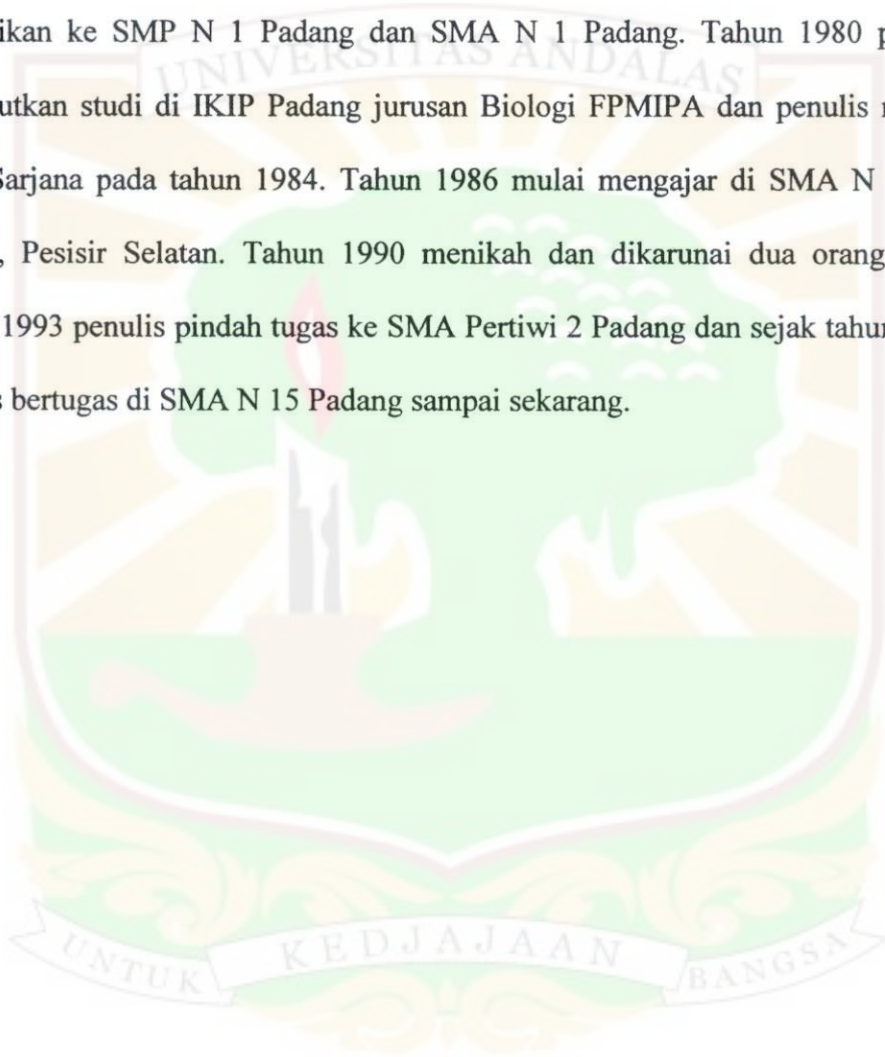 ikan ke SMP N 1 Padang dan SMA N 1 Padang. Tahun 1980 p
UNIVERSITAS ANDALAS
utkan studi di IKIP Padang jurusan Biologi FPMIPA dan penulis
Sarjana pada tahun 1984. Tahun 1986 mulai mengajar di SMA N
, Pesisir Selatan. Tahun 1990 menikah dan dikarunai dua orang
1993 penulis pindah tugas ke SMA Pertiwi 2 Padang dan sejak tahun
s bertugas di SMA N 15 Padang sampai sekarang.
UNTUK KEDJAJAAN BANGSA